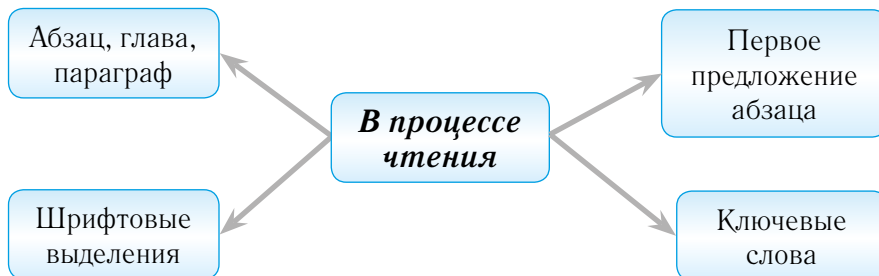 Абзац, глава,
параграф
Первое
предложение
абзаца
В процессе
чтения
Шрифтовые
выделения
Ключевые
слова